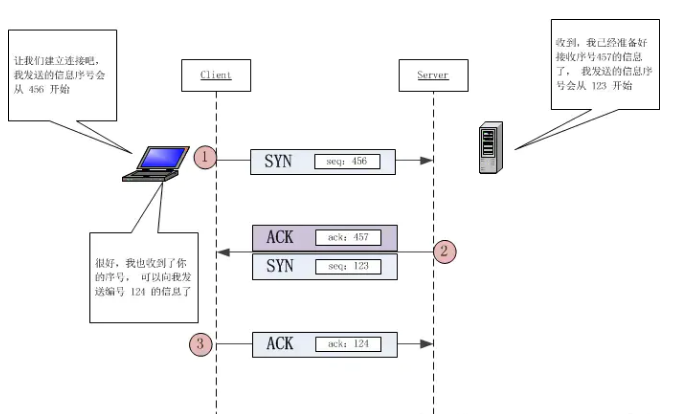 让我们建立连接吧，
我发送的信息序号会
从 456 开始
收到，我已经准备好
接收序号457的信息
了， 我发送的信息序
号会从 123 开始
Client
Server
1
SYN
seq: 456
ACK
ack: 457
2
SYN
seq: 123
很好，我也收到了你
的序号， 可以向我发
送编号 124 的信息了
3
ACK
ack: 124